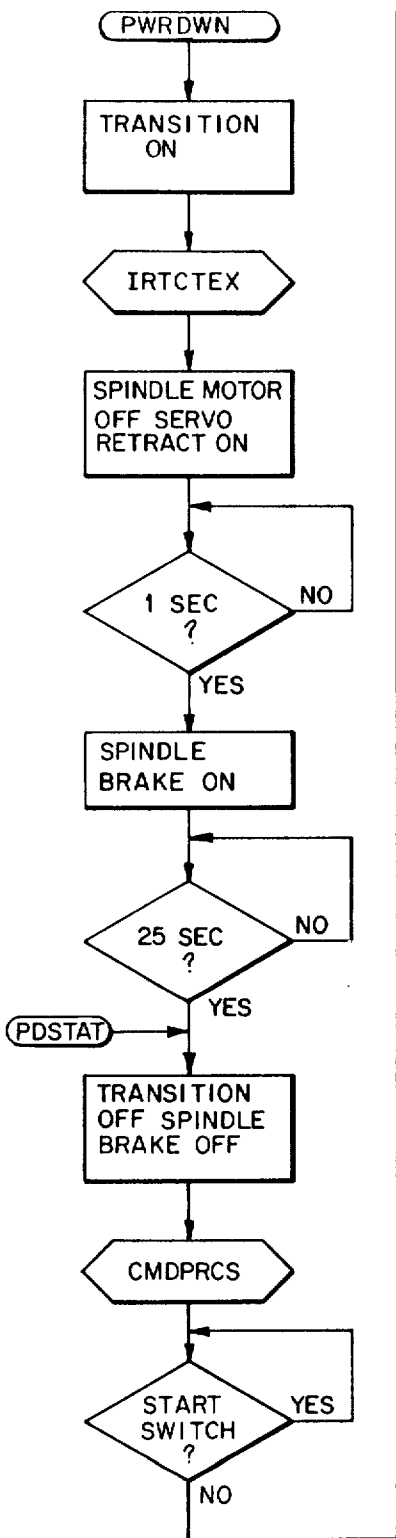 PWRDWN
TRANSITION
ON
IRTCTEX
SPINDLE MOTOR
OFF SERVO
RETRACT ON
1 SEC
?
NO
YES
SPINDLE
BRAKE ON
25 SEC
?
NO
YES
PDSTAT
TRANSITION
OFF SPINDLE
BRAKE OFF
CMDPRCS
START
SWITCH
?
YES
NO